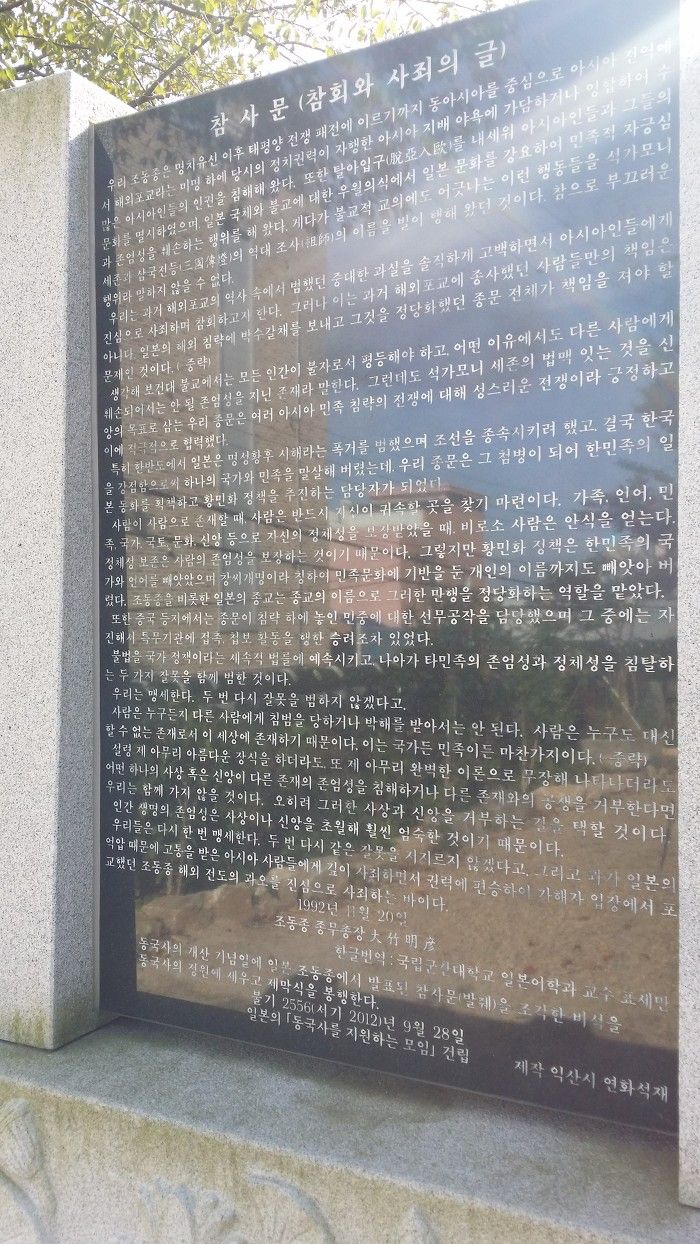 참 사 문 (참회와 사죄의 글)
우리 조동종은 명치유신 이후 태평양 전쟁 패전에 이르기까지 동아시아를 중심으로 아시아 전역에
서 해외포교라는 미명 하에 당시의 정치권력이 자행한 아시아 지배 야욕에 가담하거나 영합하여 수
많은 아시아인들의 인권을 침해해 왔다. 또한 탈아입구(脫亞入歐)를 내세워 아시아인들과 그들의
문화를 멸시하였으며, 일본 국체와 불교에 대한 우월의식에서 일본 문화를 강요하여 민족적 자긍심
과 존엄성을 훼손하는 행위를 해 왔다. 게다가 불교적 교의에도 어긋나는 이런 행동들을 석가모니
세존과 삼국전등(三國傳燈)의 역대 조사(祖師)의 이름을 빌어 행해 왔던 것이다. 참으로 부끄러운
행위라 말하지 않을 수 없다.
우리는 과거 해외포교의 역사 속에서 범했던 중대한 과실을 솔직하게 고백하면서 아시아인들에게
진심으로 사죄하며 참회하고자 한다. 그러나 이는 과거 해외포교에 종사했던 사람들만의 책임은
아니다. 일본의 해외 침략에 박수갈채를 보내고 그것을 정당화했던 종문 전체가 책임을 져야 할
문제인 것이다. ( 중략)
생각해 보건대 불교에서는 모든 인간이 불자로서 평등해야 하고, 어떤 이유에서도 다른 사람에게
훼손되어서는 안 될 존엄성을 지닌 존재라 말한다. 그런데도 석가모니 세존의 법맥 잇는 것을 신
앙의 목표로 삼는 우리 종문은 여러 아시아 민족 침략의 전쟁에 대해 성스러운 전쟁이라 긍정하고
이에 적극적으로 협력했다.
특히 한반도에서 일본은 명성황후 시해라는 폭거를 범했으며 조선을 종속시키려 했고, 결국 한국
을 강점함으로써 하나의 국가와 민족을 말살해 버렸는데, 우리 종문은 그 첨병이 되어 한민족의 일
본 동화를 획책하고 황민화 정책을 추진하는 담당자가 되었다.
사람이 사람으로 존재할 때, 사람은 반드시 자신이 귀속할 곳을 찾기 마련이다. 가족, 언어, 민
족, 국가, 국토, 문화, 신앙 등으로 자신의 정체성을 보장받았을 때, 비로소 사람은 안식을 얻는다.
정체성 보존은 사람의 존엄성을 보장하는 것이기 때문이다. 그렇지만 황민화 정책은 한민족의 국
가와 언어를 빼앗았으며 창씨개명이라 칭하여 민족문화에 기반을 둔 개인의 이름까지도 빼앗아 버
렸다. 조동종을 비롯한 일본의 종교는 종교의 이름으로 그러한 만행을 정당화하는 역할을 맡았다.
또한 중국 등지에서는 종문이 침략 하에 놓인 민중에 대한 선무공작을 담당했으며 그 중에는 자
진해서 특무기관에 접촉, 첩보 활동을 행한 승려조차 있었다.
불법을 국가 정책이라는 세속적 법률에 예속시키고, 나아가 타민족의 존엄성과 정체성을 침탈하
는 두 가지 잘못을 함께 범한 것이다.
우리는 맹세한다. 두 번 다시 잘못을 범하지 않겠다고,
사람은 누구든지 다른 사람에게 침범을 당하거나 박해를 받아서는 안 된다. 사람은 누구도 대신
할 수 없는 존재로서 이 세상에 존재하기 때문이다. 이는 국가든 민족이든 마찬가지이다. ( 중략)
설령 제 아무리 아름다운 장식을 하더라도, 또 제 아무리 완벽한 이론으로 무장해 나타나더라도
어떤 하나의 사상 혹은 신앙이 다른 존재의 존엄성을 침해하거나 다른 존재와의 공생을 거부한다면
우리는 함께 가지 않을 것이다. 오히려 그러한 사상과 신앙을 거부하는 길을 택할 것이다.
인간 생명의 존엄성은 사상이나 신앙을 초월해 훨씬 엄숙한 것이기 때문이다.
우리들은 다시 한 번 맹세한다. 두 번 다시 같은 잘못을 저지르지 않겠다고, 그리고 과거 일본의
억압 때문에 고통을 받은 아시아 사람들에게 깊이 사죄하면서 권력에 편승하여 가해자 입장에서 포
교했던 조동종 해외 전도의 과오를 진심으로 사죄하는 바이다.
1992년 11월 20일
조동종 종무총장 大 竹 明 彦
한글번역 : 국립군산대학교 일본어학과 교수 표세만
동국사의 개산 기념일에 일본 조동종에서 발표된 참사문(발췌)을 조각한 비석을
동국사의 정원에 세우고 제막식을 봉행한다.
불기 2556(서기 2012)년 9월 28일
일본의 「동국사를 지원하는 모임」 건립
제작 익산시 연화석재